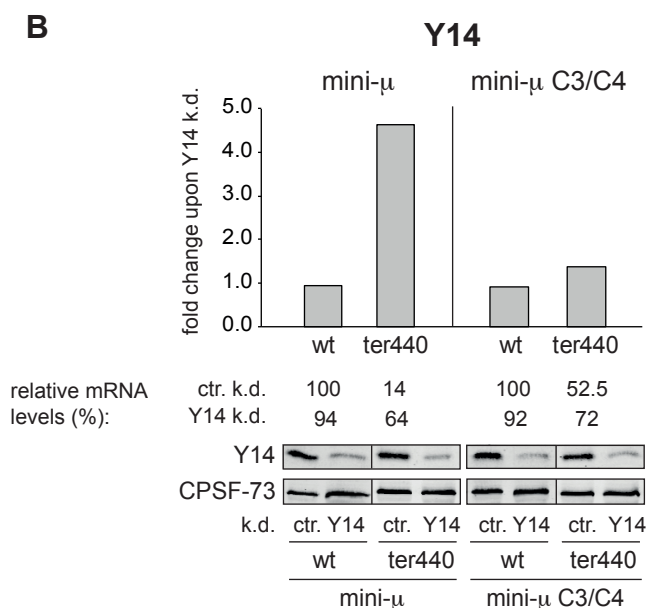 B
Y14
mini-μ mini-μ C3/C4
fold change upon Y14 k.d.
5.0
4.0
3.0
2.0
1.0
0.0
wt ter440 wt ter440
relative mRNA levels (%):
ctr. k.d. 100 14 100 52.5
Y14 k.d. 94 64 92 72
Y14
CPSF-73
k.d. ctr. Y14 ctr. Y14 ctr. Y14 ctr. Y14
wt ter440 wt ter440
mini-μ mini-μ C3/C4